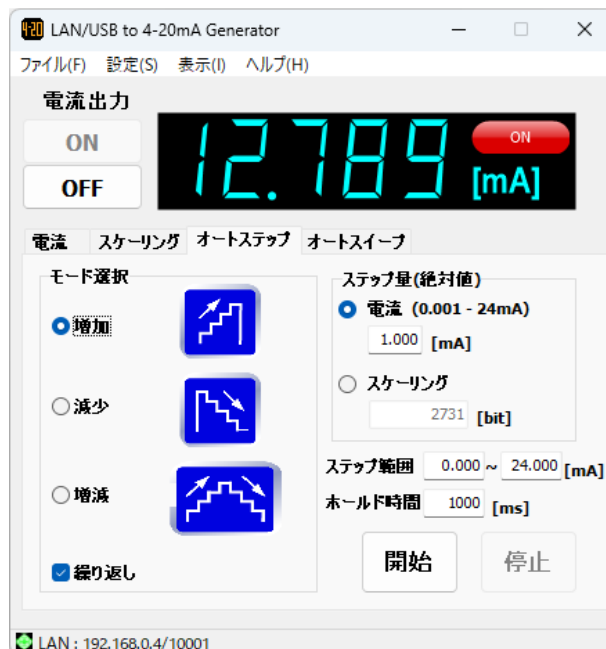 4-20 LAN/USB to 4-20mA Generator
ファイル(F) 設定(S) 表示(I) ヘルプ(H)
電流出力
ON
OFF
12.789
ON
[mA]
電流 スケーリング オートステップ オートスイープ
モード選択
増加
減少
増減
繰り返し
ステップ量(絶対値)
電流 (0.001 - 24mA)
1.000 [mA]
スケーリング
2731 [bit]
ステップ範囲 0.000 ~ 24.000 [mA]
ホールド時間 1000 [ms]
開始 停止
LAN : 192.168.0.4/10001